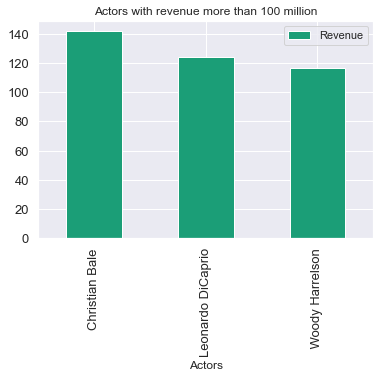 Actors with revenue more than 100 million
Revenue
140
120
100
80
60
40
20
0
Christian Bale
Leonardo DiCaprio
Woody Harrelson
Actors